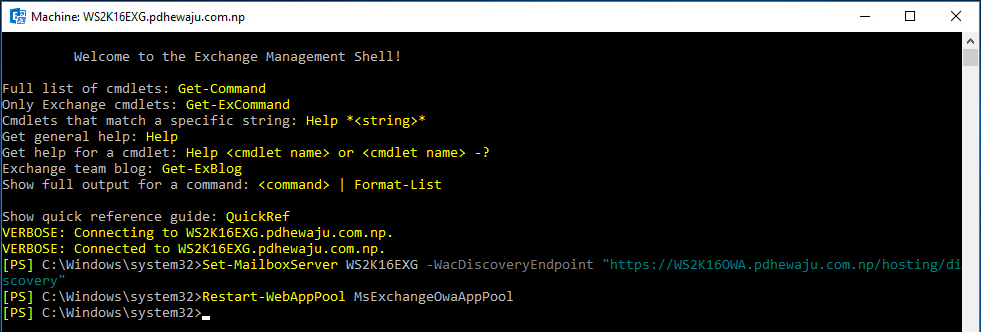 Machine: WS2K16EXG.pdhewaju.com.np
Welcome to the Exchange Management Shell!
Full list of cmdlets: Get-Command
Only Exchange cmdlets: Get-ExCommand
Cmdlets that match a specific string: Help *<string>*
Get general help: Help
Get help for a cmdlet: Help <cmdlet name> or <cmdlet name> -?
Exchange team blog: Get-ExBlog
Show full output for a command: <command> | Format-List
Show quick reference guide: QuickRef
VERBOSE: Connecting to WS2K16EXG.pdhewaju.com.np.
VERBOSE: Connected to WS2K16EXG.pdhewaju.com.np.
[PS] C:\Windows\system32>Set-MailboxServer WS2K16EXG -WacDiscoveryEndpoint "https://WS2K16OWA.pdhewaju.com.np/hosting/di
scovery"
[PS] C:\Windows\system32>Restart-WebAppPool MsExchangeOwaAppPool
[PS] C:\Windows\system32>